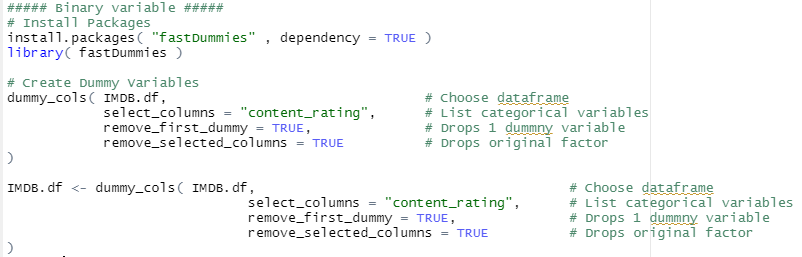 ##### Binary variable #####
# Install Packages
install.packages( "fastDummies" , dependency = TRUE )
library( fastDummies )
# Create Dummy Variables
dummy_cols( IMDB.df, # Choose dataframe
select_columns = "content_rating", # List categorical variables
remove_first_dummy = TRUE, # Drops 1 dummny variable
remove_selected_columns = TRUE # Drops original factor
)
IMDB.df <- dummy_cols( IMDB.df, # Choose dataframe
select_columns = "content_rating", # List categorical variables
remove_first_dummy = TRUE, # Drops 1 dummny variable
remove_selected_columns = TRUE # Drops original factor
)